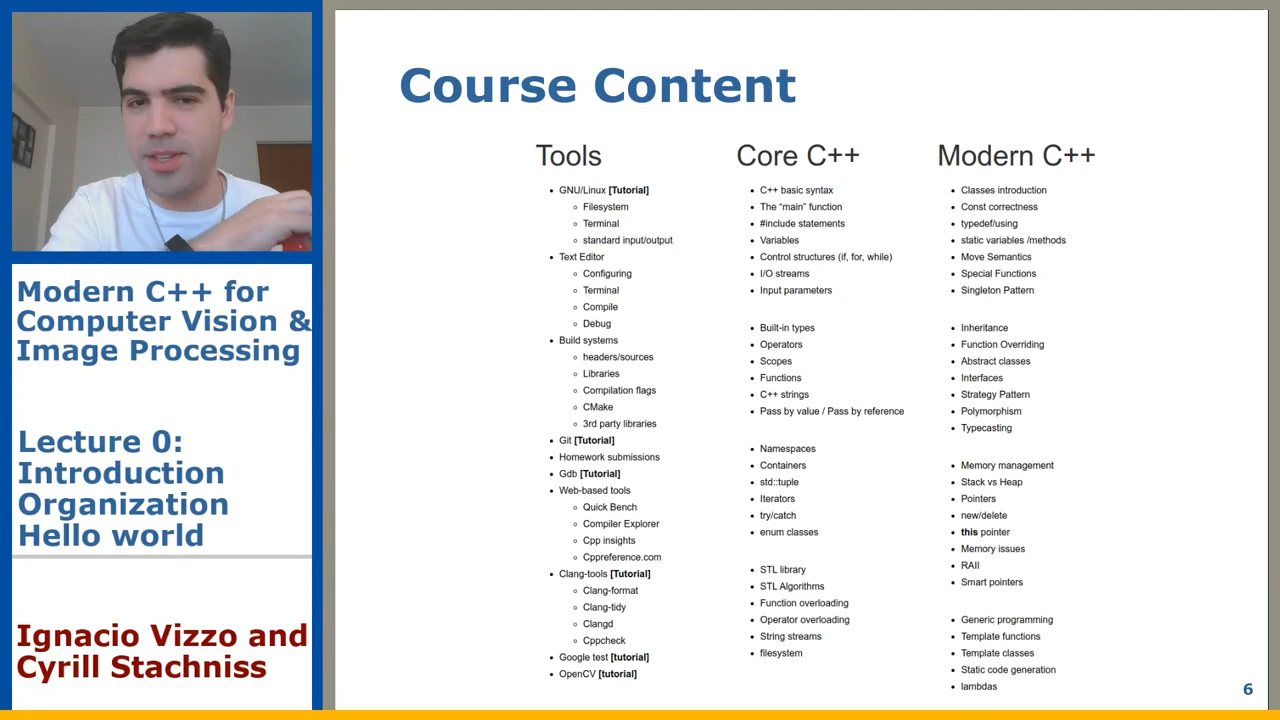 Course Content
Tools
GNU/Linux [Tutorial]
Filesystem
Terminal
standard input/output
Text Editor
Configuring
Terminal
Compile
Debug
Build systems
headers/sources
Libraries
Compilation flags
CMake
3rd party libraries
Git [Tutorial]
Homework submissions
Gdb [Tutorial]
Web-based tools
Quick Bench
Compiler Explorer
Cpp insights
Cppreference.com
Clang-tools [Tutorial]
Clang-format
Clang-tidy
Clangd
Cppcheck
Google test [tutorial]
OpenCV [tutorial]
Core C++
C++ basic syntax
The “main” function
#include statements
Variables
Control structures (if, for, while)
I/O streams
Input parameters
Built-in types
Operators
Scopes
Functions
C++ strings
Pass by value / Pass by reference
Namespaces
Containers
std::tuple
Iterators
try/catch
enum classes
STL library
STL Algorithms
Function overloading
Operator overloading
String streams
filesystem
Modern C++
Classes introduction
Const correctness
typedef/using
static variables /methods
Move Semantics
Special Functions
Singleton Pattern
Inheritance
Function Overriding
Abstract classes
Interfaces
Strategy Pattern
Polymorphism
Typecasting
Memory management
Stack vs Heap
Pointers
new/delete
this pointer
Memory issues
RAII
Smart pointers
Generic programming
Template functions
Template classes
Static code generation
lambdas
6
Modern C++ for
Computer Vision &
Image Processing
Lecture 0:
Introduction
Organization
Hello world
Ignacio Vizzo and
Cyrill Stachniss